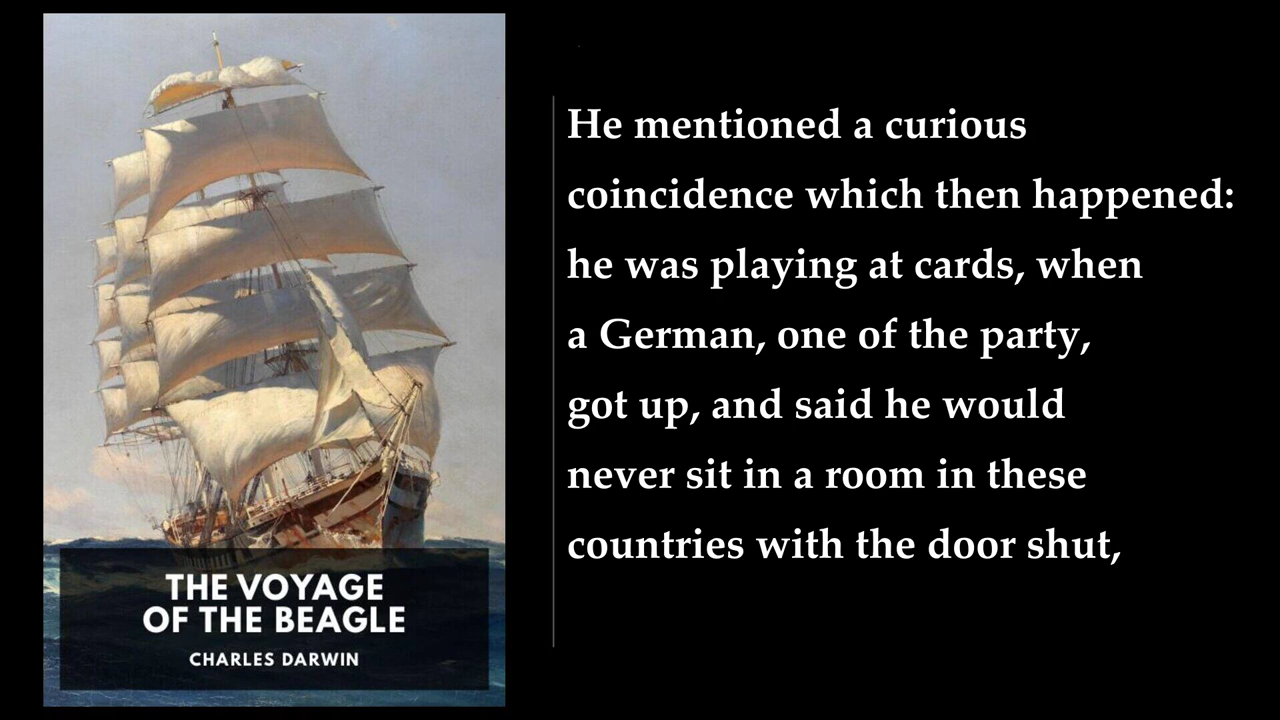 THE VOYAGE
OF THE BEAGLE
CHARLES DARWIN
He mentioned a curious
coincidence which then happened:
he was playing at cards, when
a German, one of the party,
got up, and said he would
never sit in a room in these
countries with the door shut,